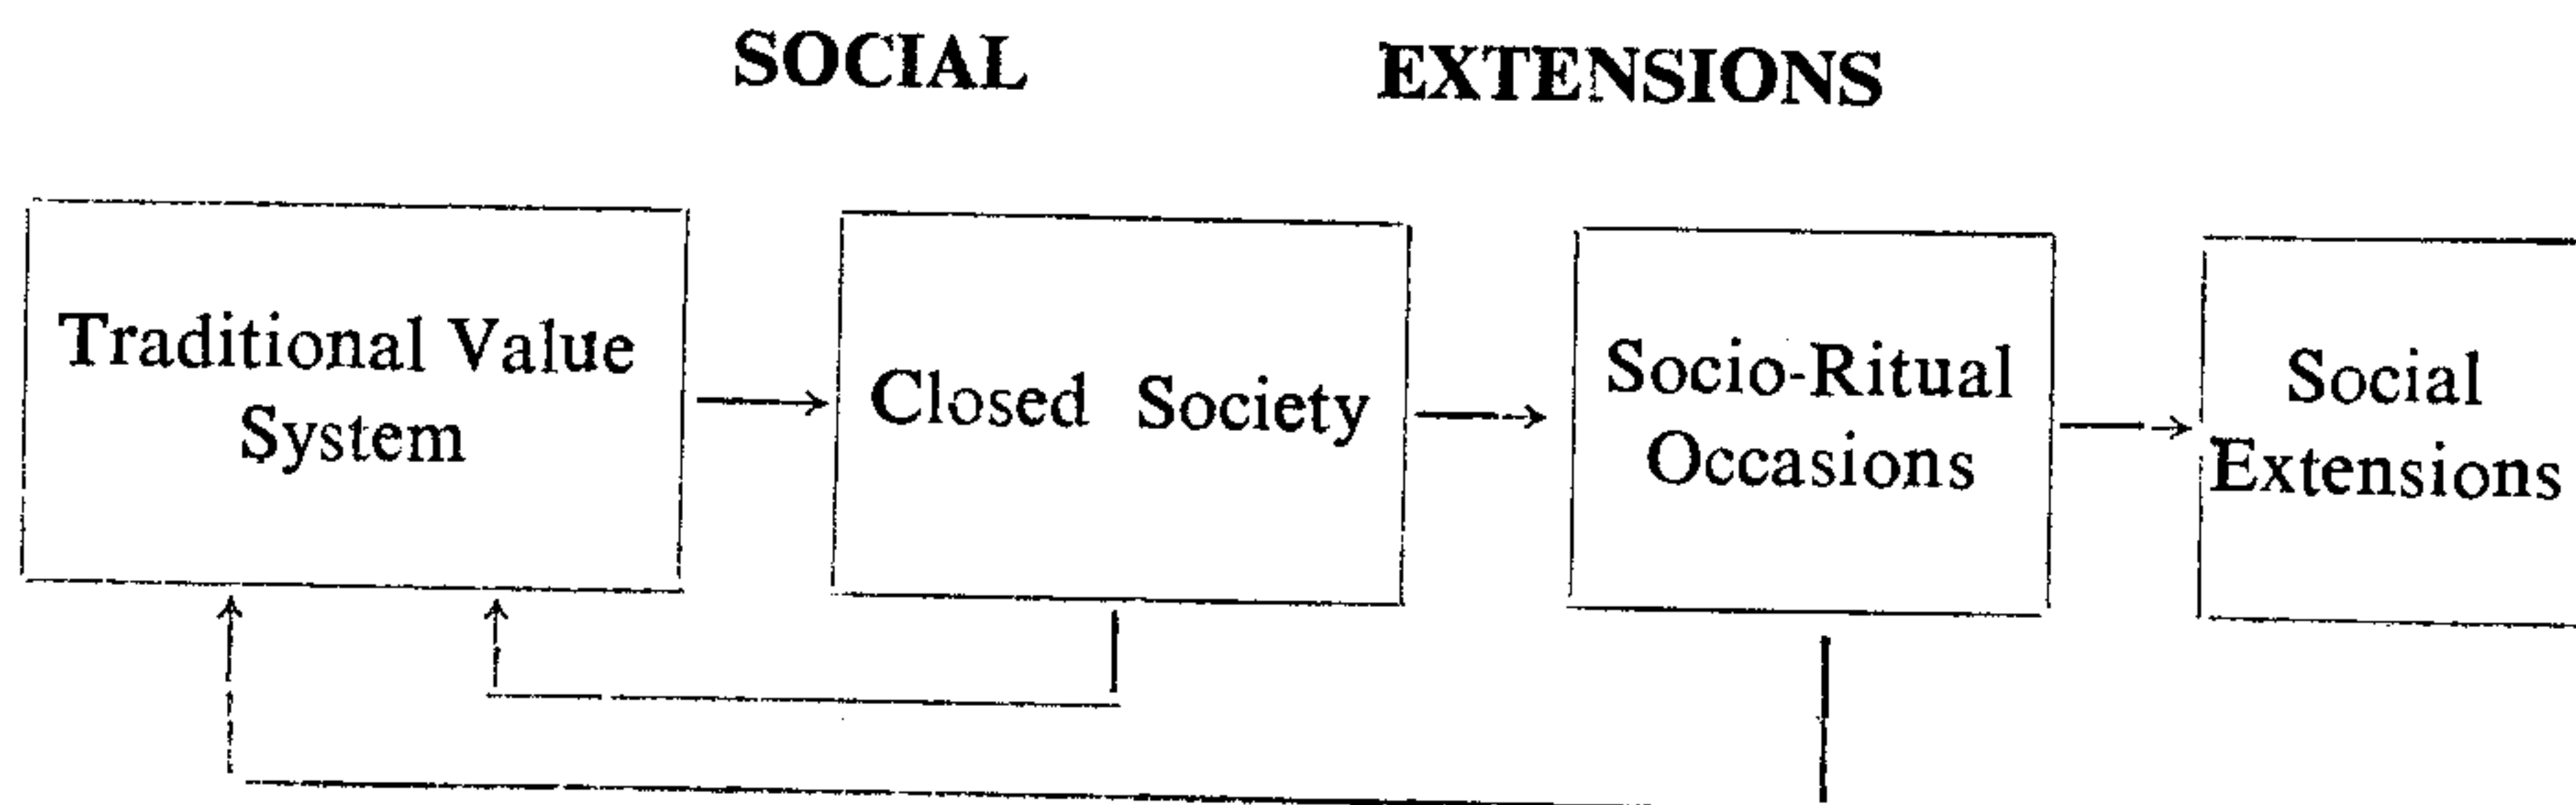 SOCIAL EXTENSIONS
Traditional Value
System
Closed Society
Socio-Ritual
Occasions
Social
Extensions